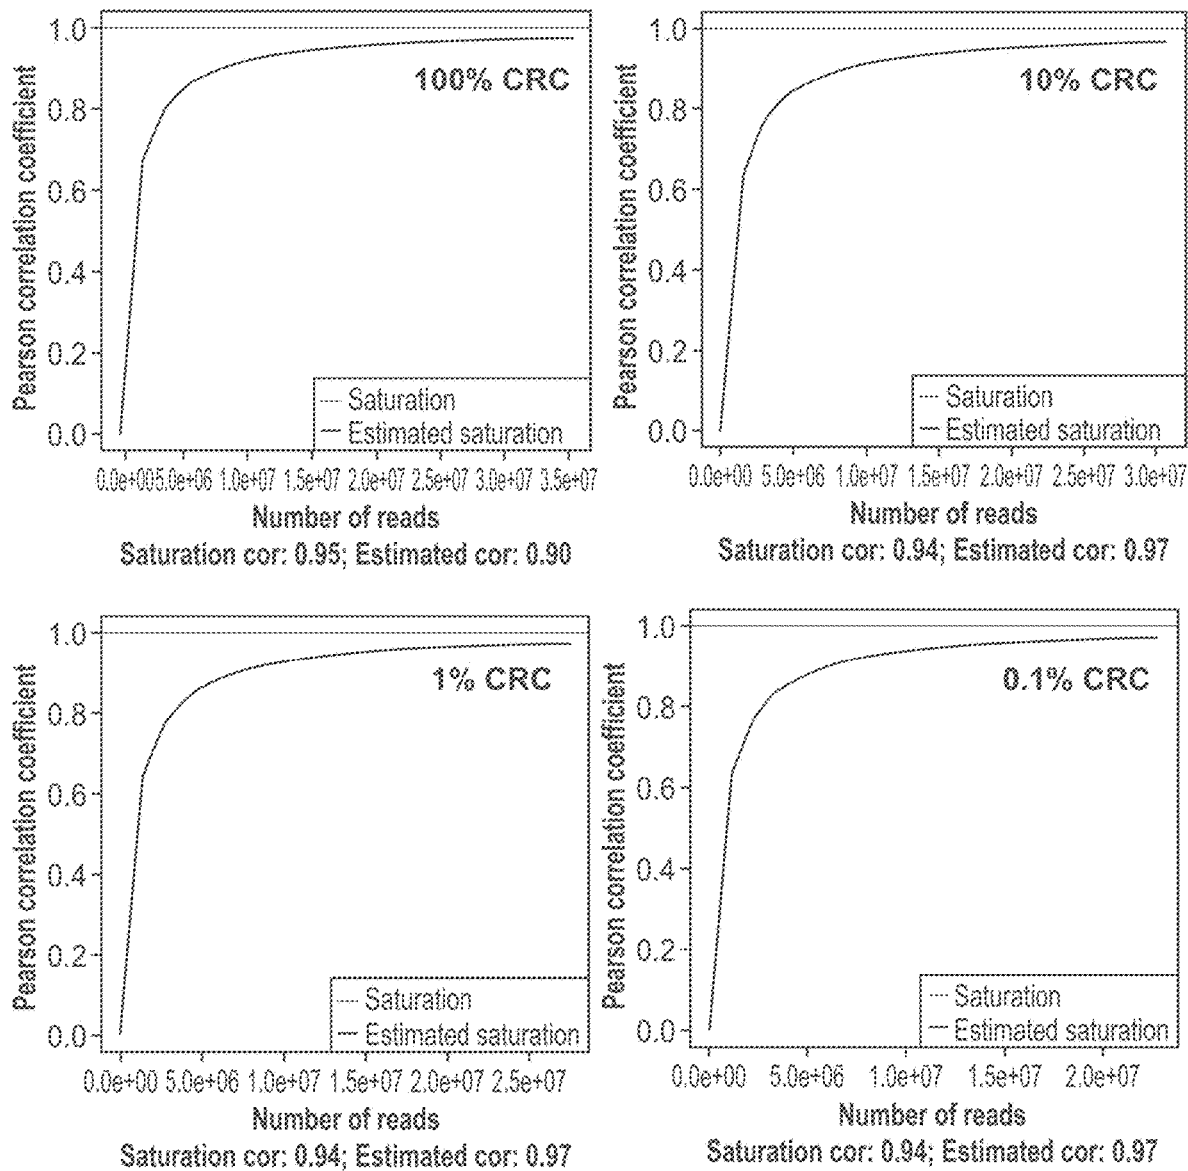 Pearson correlation coefficient
1.0
0.8
0.6
0.4
0.2
0.0
100% CRC
Saturation
Estimated saturation
0.0e+00 5.0e+06 1.0e+07 1.5e+07 2.0e+07 2.5e+07 3.0e+07 3.5e+07
Number of reads
Saturation cor: 0.95; Estimated cor: 0.90
Pearson correlation coefficient
1.0
0.8
0.6
0.4
0.2
0.0
10% CRC
Saturation
Estimated saturation
0.0e+00 5.0e+06 1.0e+07 1.5e+07 2.0e+07 2.5e+07 3.0e+07
Number of reads
Saturation cor: 0.94; Estimated cor: 0.97
Pearson correlation coefficient
1.0
0.8
0.6
0.4
0.2
0.0
1% CRC
Saturation
Estimated saturation
0.0e+00 5.0e+06 1.0e+07 1.5e+07 2.0e+07 2.5e+07
Number of reads
Saturation cor: 0.94; Estimated cor: 0.97
Pearson correlation coefficient
1.0
0.8
0.6
0.4
0.2
0.0
0.1% CRC
Saturation
Estimated saturation
0.0e+00 5.0e+06 1.0e+07 1.5e+07 2.0e+07
Number of reads
Saturation cor: 0.94; Estimated cor: 0.97